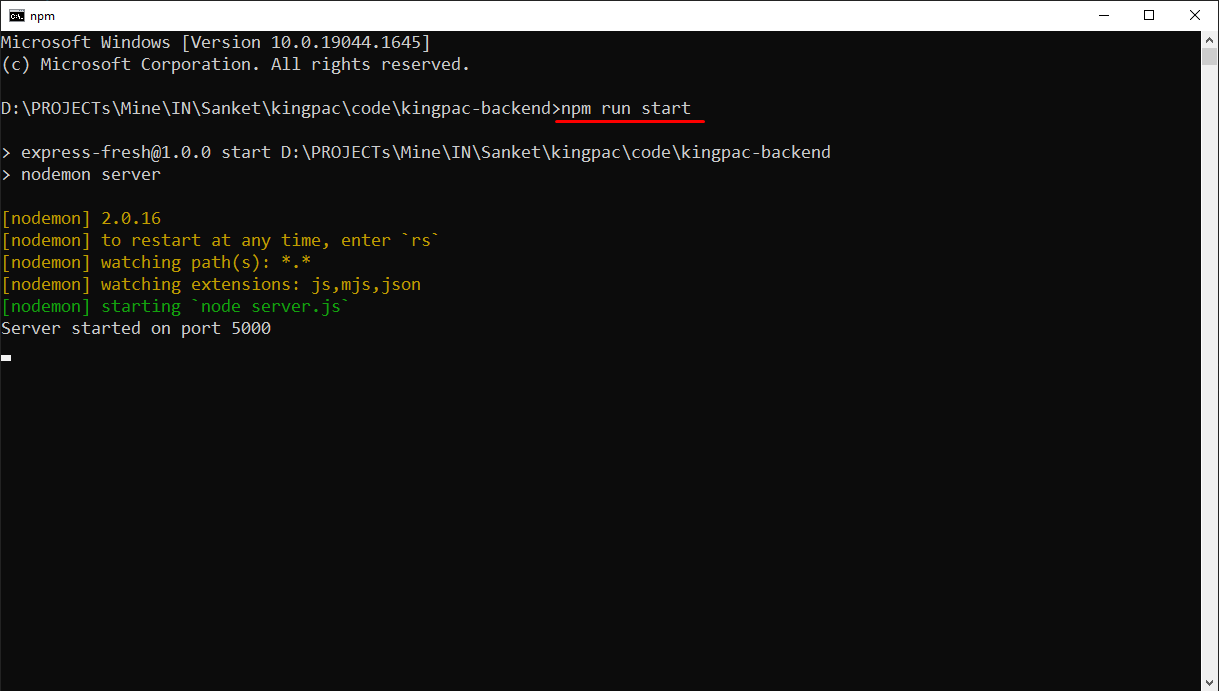 npm
Microsoft Windows [Version 10.0.19044.1645]
(c) Microsoft Corporation. All rights reserved.
D:\PROJECTs\Mine\IN\Sanket\kingpac\code\kingpac-backend>npm run start
> express-fresh@1.0.0 start D:\PROJECTs\Mine\IN\Sanket\kingpac\code\kingpac-backend
> nodemon server
[nodemon] 2.0.16
[nodemon] to restart at any time, enter `rs`
[nodemon] watching path(s): *.*
[nodemon] watching extensions: js,mjs,json
[nodemon] starting `node server.js`
Server started on port 5000